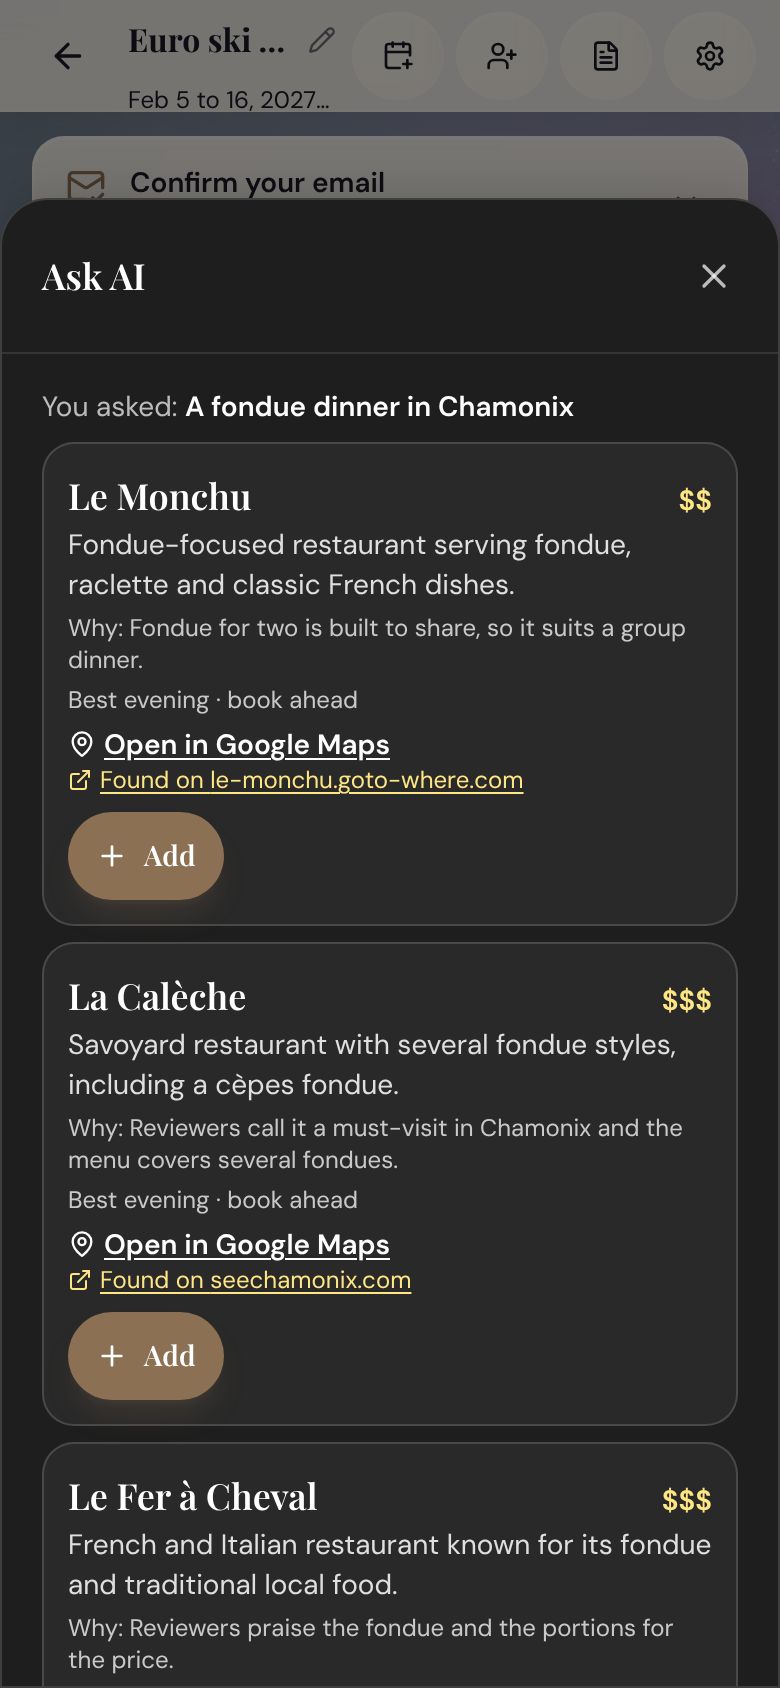 Euro ski ...
Feb 5 to 16, 2027...
Confirm your email
Ask AI
You asked: A fondue dinner in Chamonix
Le Monchu
$$
Fondue-focused restaurant serving fondue,
raclette and classic French dishes.
Why: Fondue for two is built to share, so it suits a group
dinner.
Best evening · book ahead
Open in Google Maps
Found on le-monchu.goto-where.com
+ Add
La Calèche
$$$
Savoyard restaurant with several fondue styles,
including a cèpes fondue.
Why: Reviewers call it a must-visit in Chamonix and the
menu covers several fondues.
Best evening · book ahead
Open in Google Maps
Found on seechamonix.com
+ Add
Le Fer à Cheval
$$$
French and Italian restaurant known for its fondue
and traditional local food.
Why: Reviewers praise the fondue and the portions for
the price.